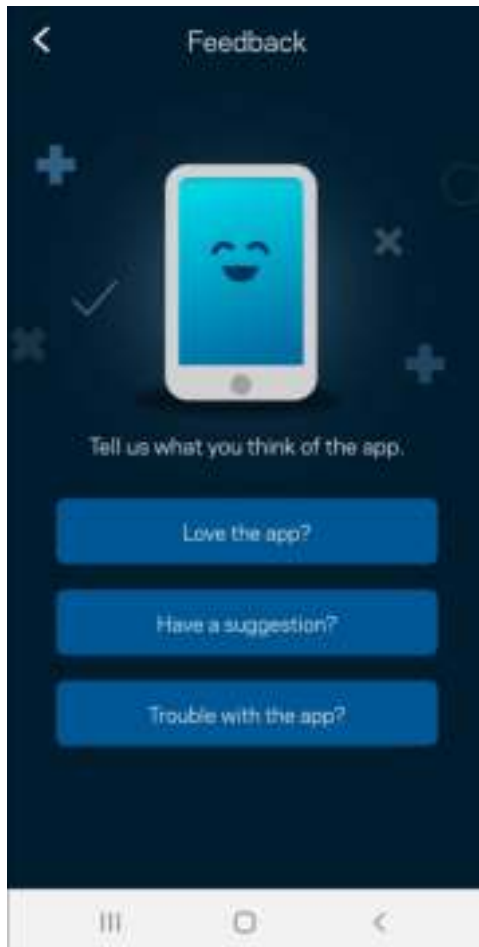 Feedback
Tell us what you think of the app.
Love the app?
Have a suggestion?
Trouble with the app?